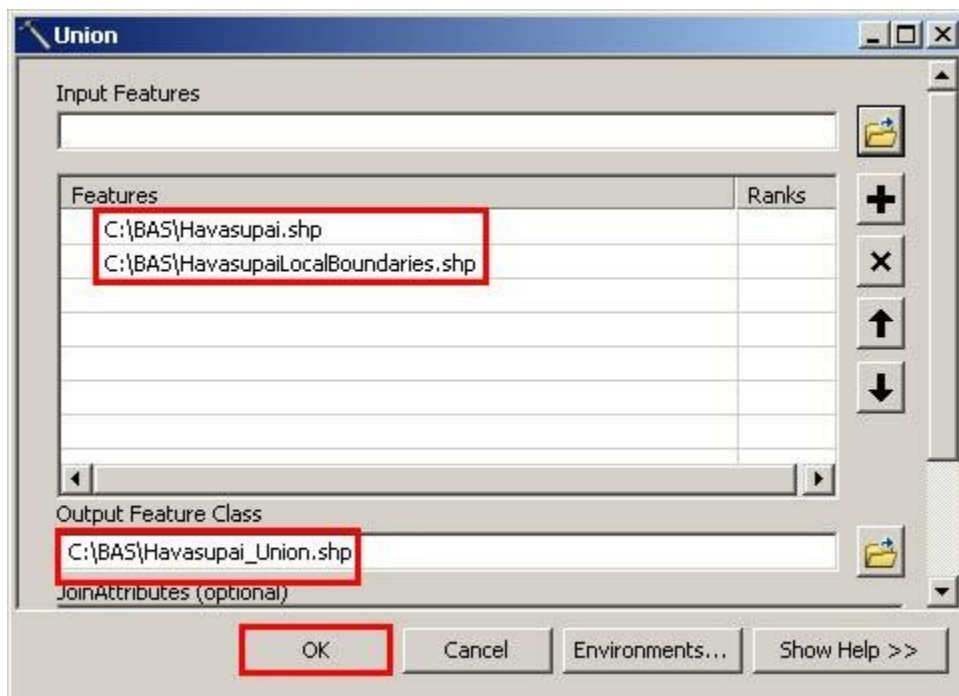 Union
Input Features
Features Ranks
C:\BAS\Havasupai.shp
C:\BAS\HavasupaiLocalBoundaries.shp
Output Feature Class
C:\BAS\Havasupai_Union.shp
JoinAttributes (optional)
OK Cancel Environments... Show Help >>